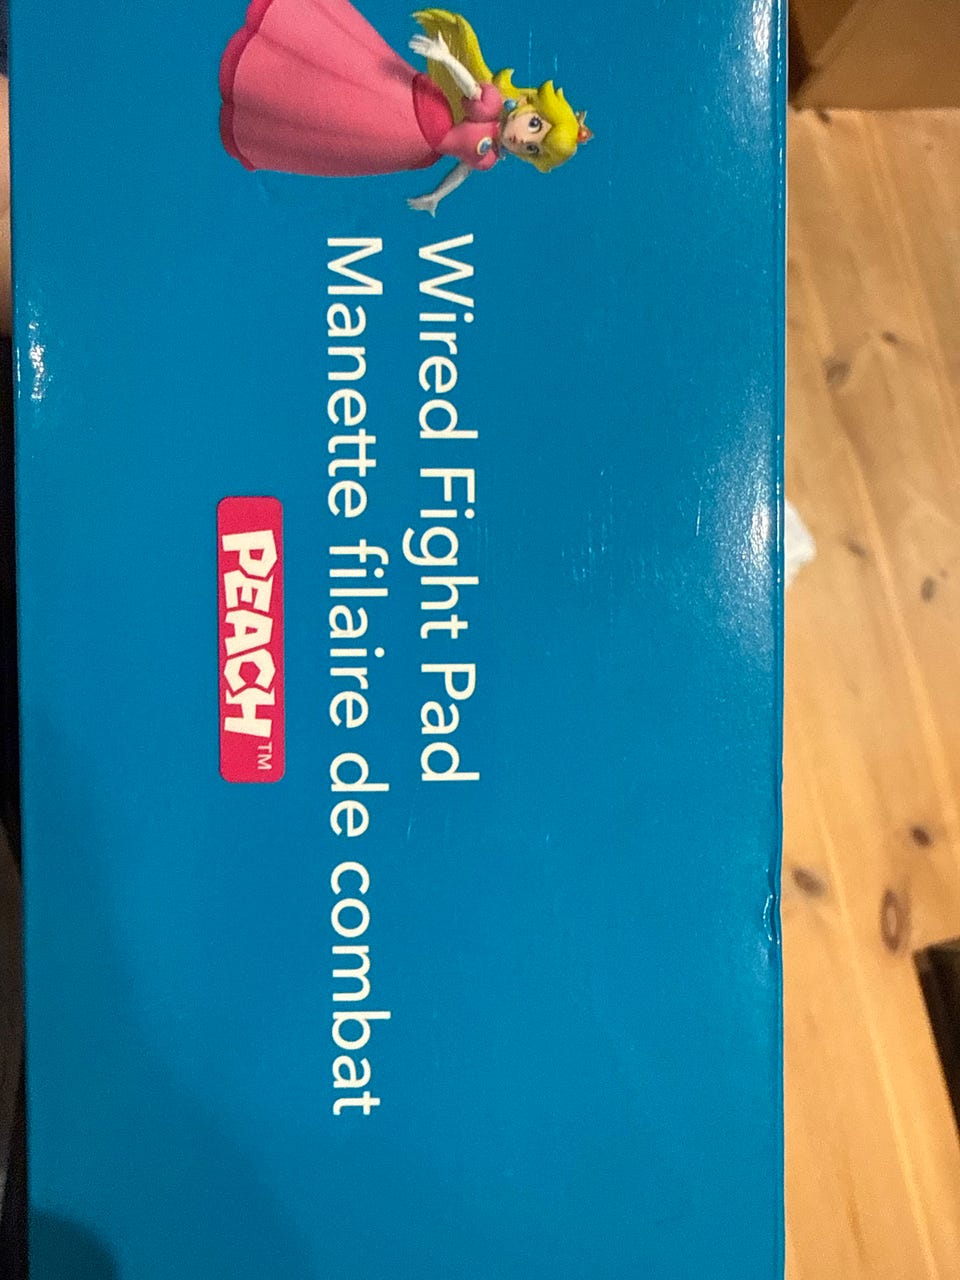 Wired Fight Pad
Manette filaire de combat
PEACH™